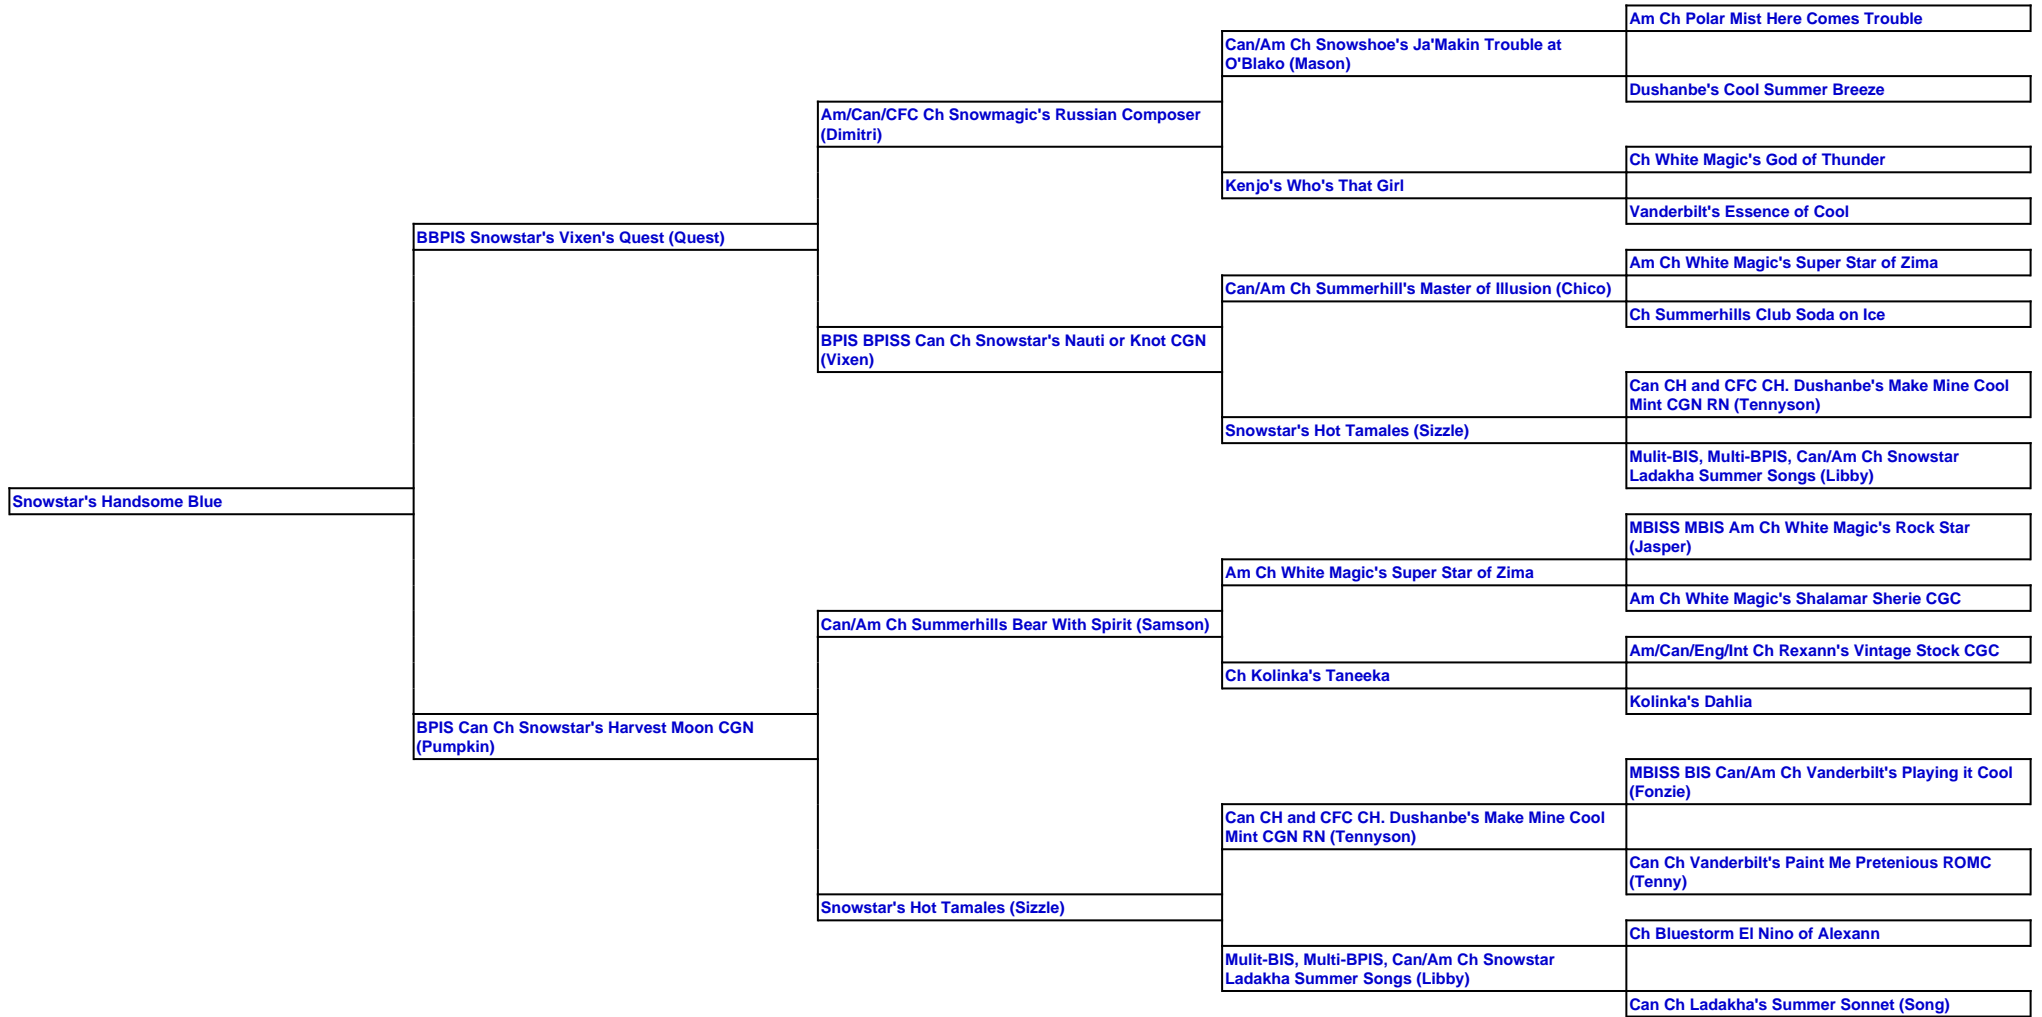 Am Ch Polar Mist Here Comes Trouble
Can/Am Ch Snowshoe's Ja'Makin Trouble at
O'Blako (Mason)
Dushanbe's Cool Summer Breeze
Am/Can/CFC Ch Snowmagic's Russian Composer
(Dimitri)
Ch White Magic's God of Thunder
Kenjo's Who's That Girl
Vanderbilt's Essence of Cool
BBPIS Snowstar's Vixen's Quest (Quest)
Am Ch White Magic's Super Star of Zima
Can/Am Ch Summerhill's Master of Illusion (Chico)
Ch Summerhills Club Soda on Ice
BPIS BPISS Can Ch Snowstar's Nauti or Knot CGN
(Vixen)
Can CH and CFC CH. Dushanbe's Make Mine Cool
Mint CGN RN (Tennyson)
Snowstar's Hot Tamales (Sizzle)
Mulit-BIS, Multi-BPIS, Can/Am Ch Snowstar
Ladakha Summer Songs (Libby)
Snowstar's Handsome Blue
MBISS MBIS Am Ch White Magic's Rock Star
(Jasper)
Am Ch White Magic's Super Star of Zima
Am Ch White Magic's Shalamar Sherie CGC
Can/Am Ch Summerhills Bear With Spirit (Samson)
Am/Can/Eng/Int Ch Rexann's Vintage Stock CGC
Ch Kolinka's Taneeka
Kolinka's Dahlia
BPIS Can Ch Snowstar's Harvest Moon CGN
(Pumpkin)
MBISS BIS Can/Am Ch Vanderbilt's Playing it Cool
(Fonzie)
Can CH and CFC CH. Dushanbe's Make Mine Cool
Mint CGN RN (Tennyson)
Can Ch Vanderbilt's Paint Me Pretenious ROMC
(Tenny)
Snowstar's Hot Tamales (Sizzle)
Ch Bluestorm El Nino of Alexann
Mulit-BIS, Multi-BPIS, Can/Am Ch Snowstar
Ladakha Summer Songs (Libby)
Can Ch Ladakha's Summer Sonnet (Song)